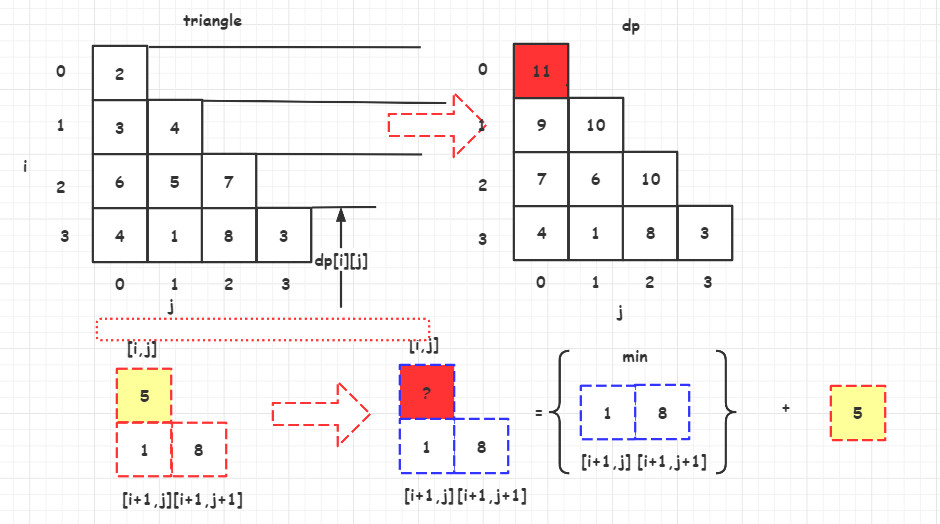 triangle
dp
0 2 0 11
1 3 4 1 9 10
i
2 6 5 7 2 7 6 10
3 4 1 8 3 3 4 1 8 3
dp[i][j]
0 1 2 3 0 1 2 3
j j
[i,j] [i,j]
min
5 ?
= 1 8 + 5
1 8 1 8
[i+1,j] [i+1,j+1]
[i+1,j][i+1,j+1] [i+1,j][i+1,j+1]